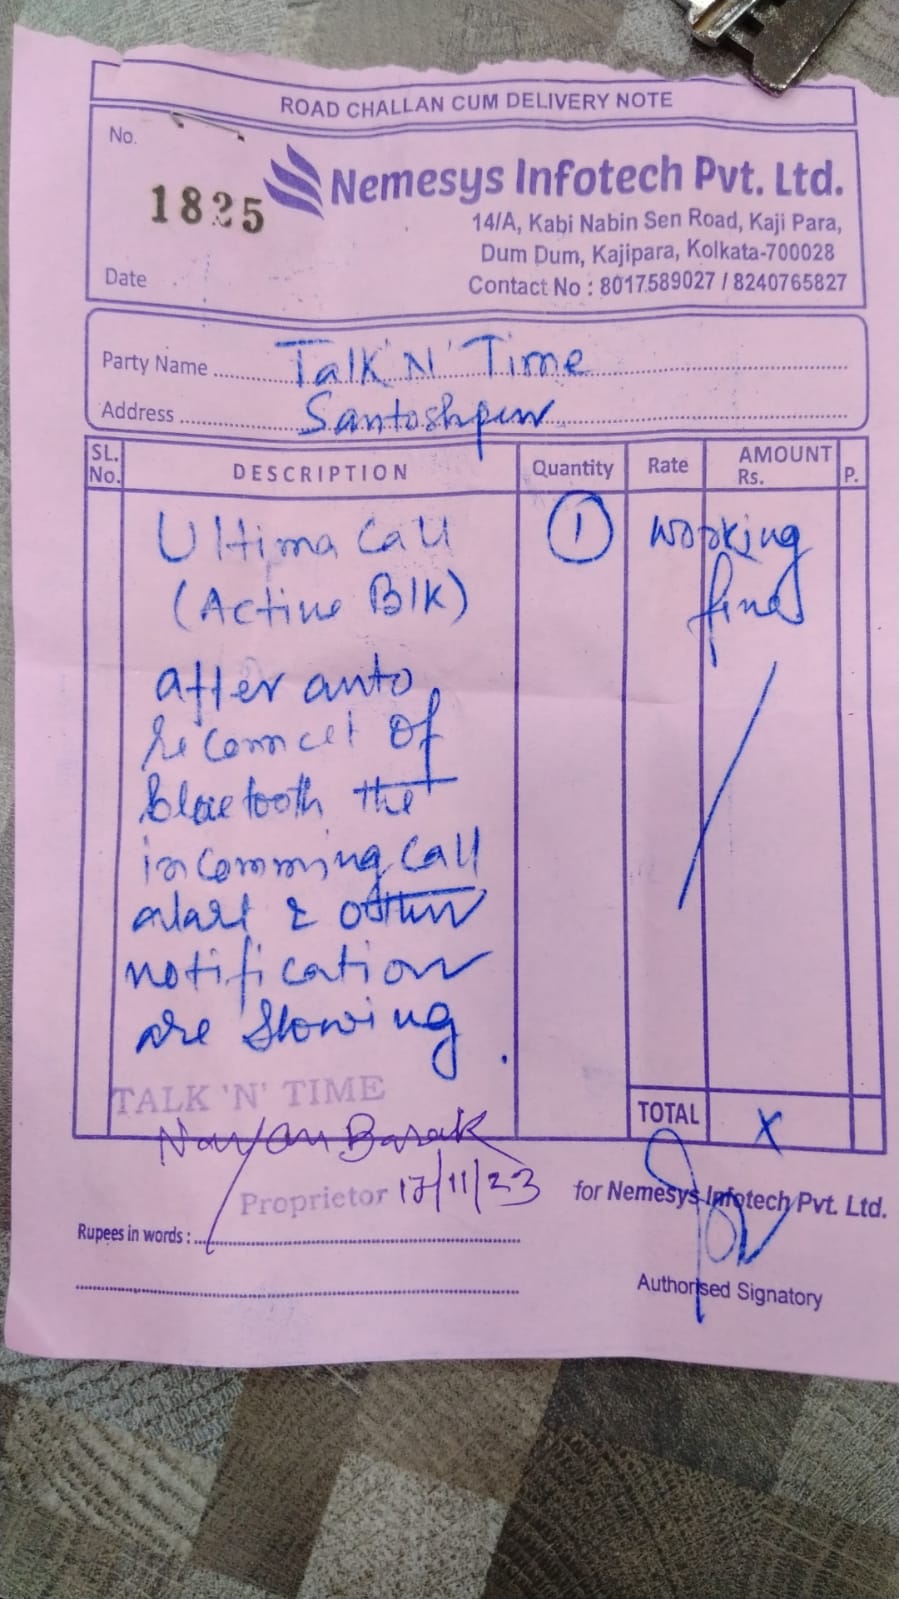 ROAD CHALLAN CUM DELIVERY NOTE
No.
1825
Nemesys Infotech Pvt. Ltd.
14/A, Kabi Nabin Sen Road, Kaji Para,
Dum Dum, Kajipara, Kolkata-700028
Date
Contact No : 8017589027 / 8240765827
Party Name Talk 'N' Time
Address Santoshpur
SL. No. DESCRIPTION Quantity Rate AMOUNT Rs. P.
Ultima Call 1 working
(Active Blk) fine
after auto
reconncet of
bluetooth the
incomming call
alart & other
notification
are showing.
TALK 'N' TIME
TOTAL X
Nayan Barak
Proprietor 17/11/23
for Nemesys Infotech Pvt. Ltd.
Rupees in words :
Authorised Signatory